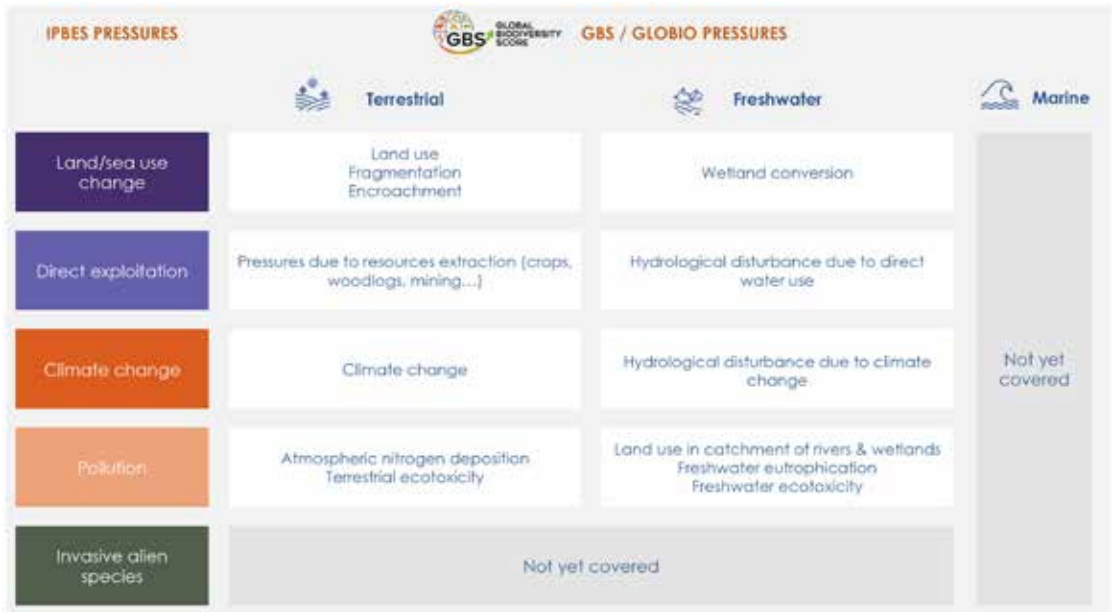 IPBES PRESSURES
GBS
GLOBAL
BIODIVERSITY
SCORE
GBS / GLOBIO PRESSURES
Terrestrial
Freshwater
Marine
Land/sea use
change
Land use
Fragmentation
Encroachment
Wetland conversion
Direct exploitation
Pressures due to resources extraction (crops,
woodlogs, mining...)
Hydrological disturbance due to direct
water use
Climate change
Climate change
Hydrological disturbance due to climate
change
Not yet
covered
Pollution
Atmospheric nitrogen deposition
Terrestrial ecotoxicity
Land use in catchment of rivers & wetlands
Freshwater eutrophication
Freshwater ecotoxicity
Invasive alien
species
Not yet covered